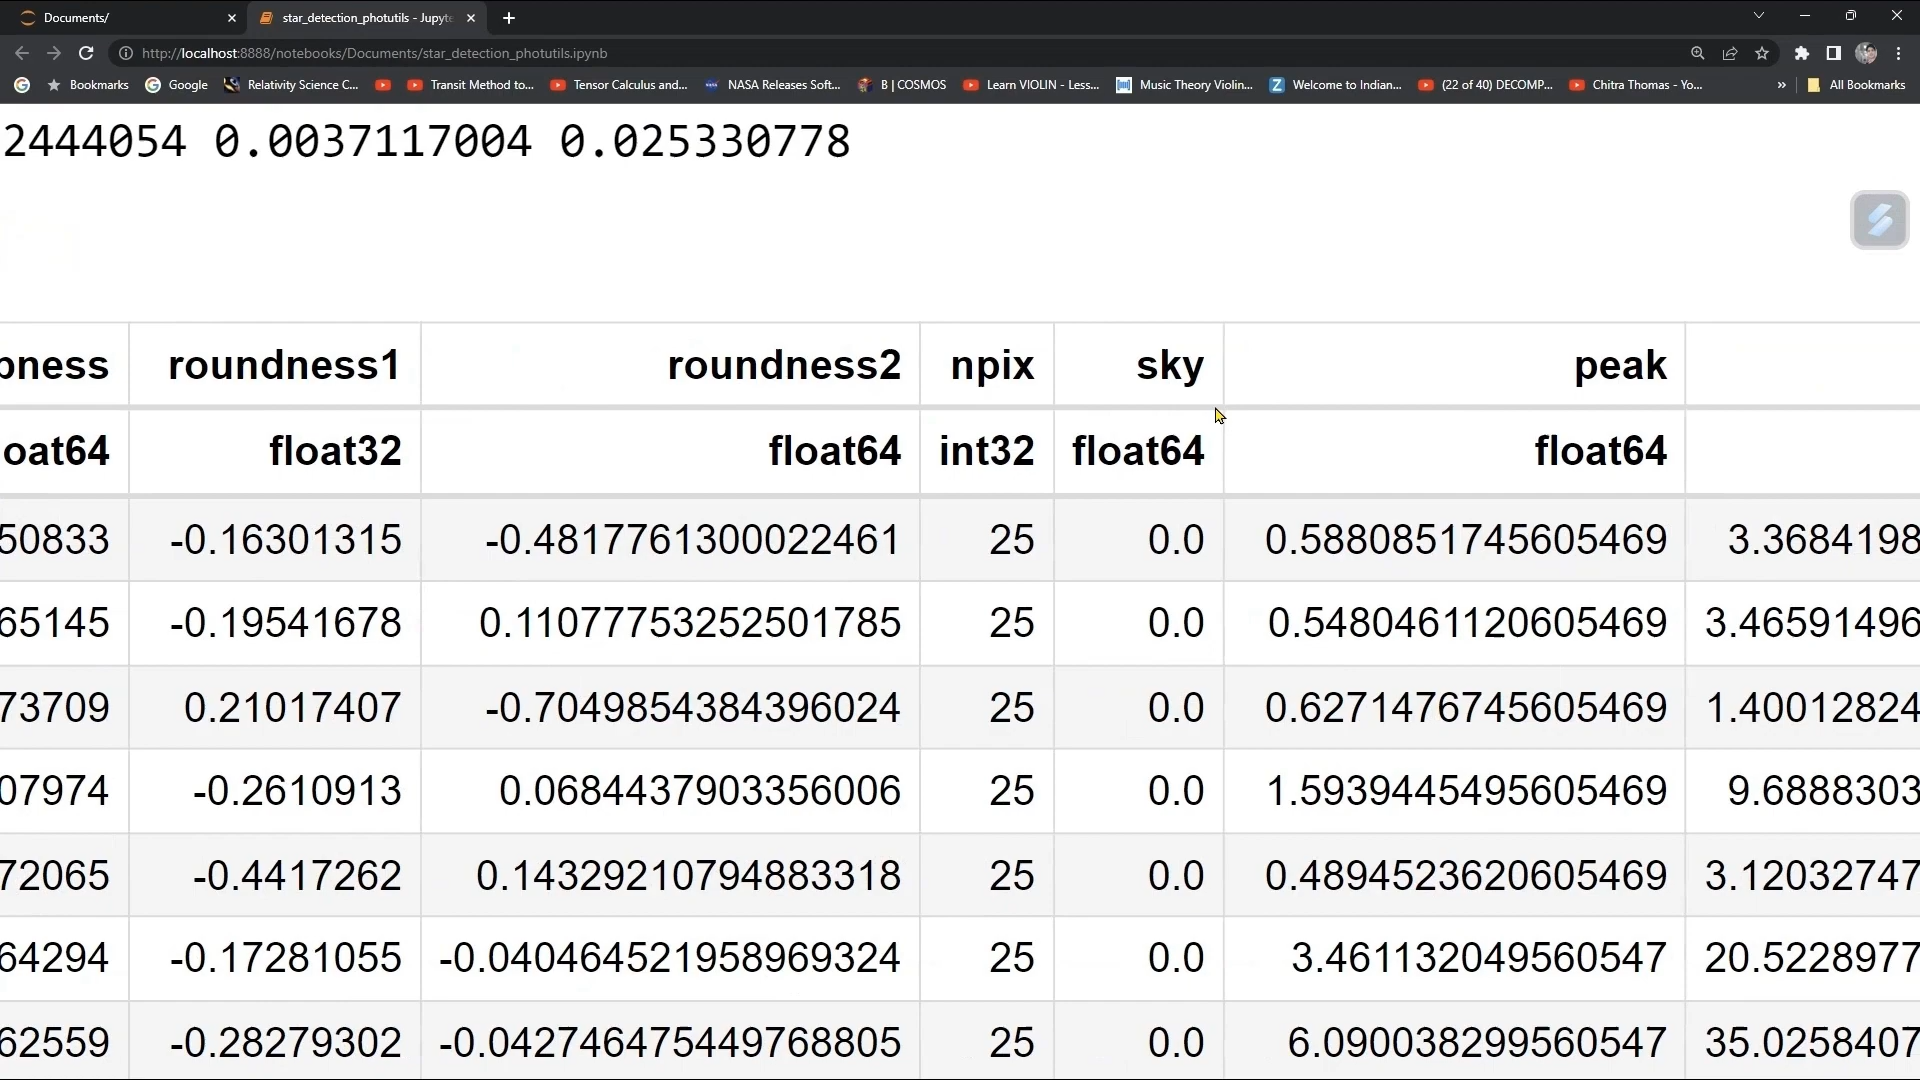 Documents/
star_detection_photutils - Jupyte
http://localhost:8888/notebooks/Documents/star_detection_photutils.ipynb
Bookmarks Google Relativity Science C... Transit Method to... Tensor Calculus and... NASA Releases Soft... B | COSMOS Learn VIOLIN - Less... Music Theory Violin... Welcome to Indian... (22 of 40) DECOMP... Chitra Thomas - Yo... » All Bookmarks
2444054 0.0037117004 0.025330778
pness roundness1 roundness2 npix sky peak
oat64 float32 float64 int32 float64 float64
50833 -0.16301315 -0.4817761300022461 25 0.0 0.5880851745605469 3.3684198
65145 -0.19541678 0.11077753252501785 25 0.0 0.5480461120605469 3.46591496
73709 0.21017407 -0.7049854384396024 25 0.0 0.6271476745605469 1.40012824
07974 -0.2610913 0.0684437903356006 25 0.0 1.5939445495605469 9.6888303
72065 -0.4417262 0.14329210794883318 25 0.0 0.4894523620605469 3.12032747
64294 -0.17281055 -0.040464521958969324 25 0.0 3.461132049560547 20.5228977
62559 -0.28279302 -0.042746475449768805 25 0.0 6.090038299560547 35.0258407